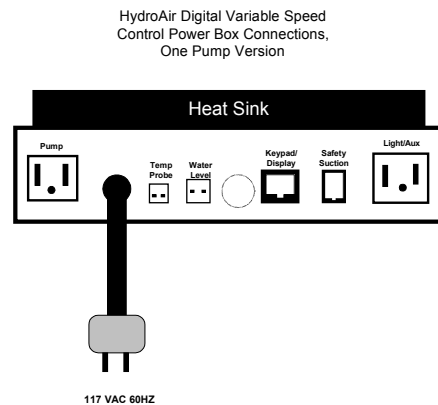 HydroAir Digital Variable Speed
Control Power Box Connections,
One Pump Version
Heat Sink
Pump
Temp
Probe
Water
Level
Keypad/
Display
Safety
Suction
Light/Aux
117 VAC 60HZ